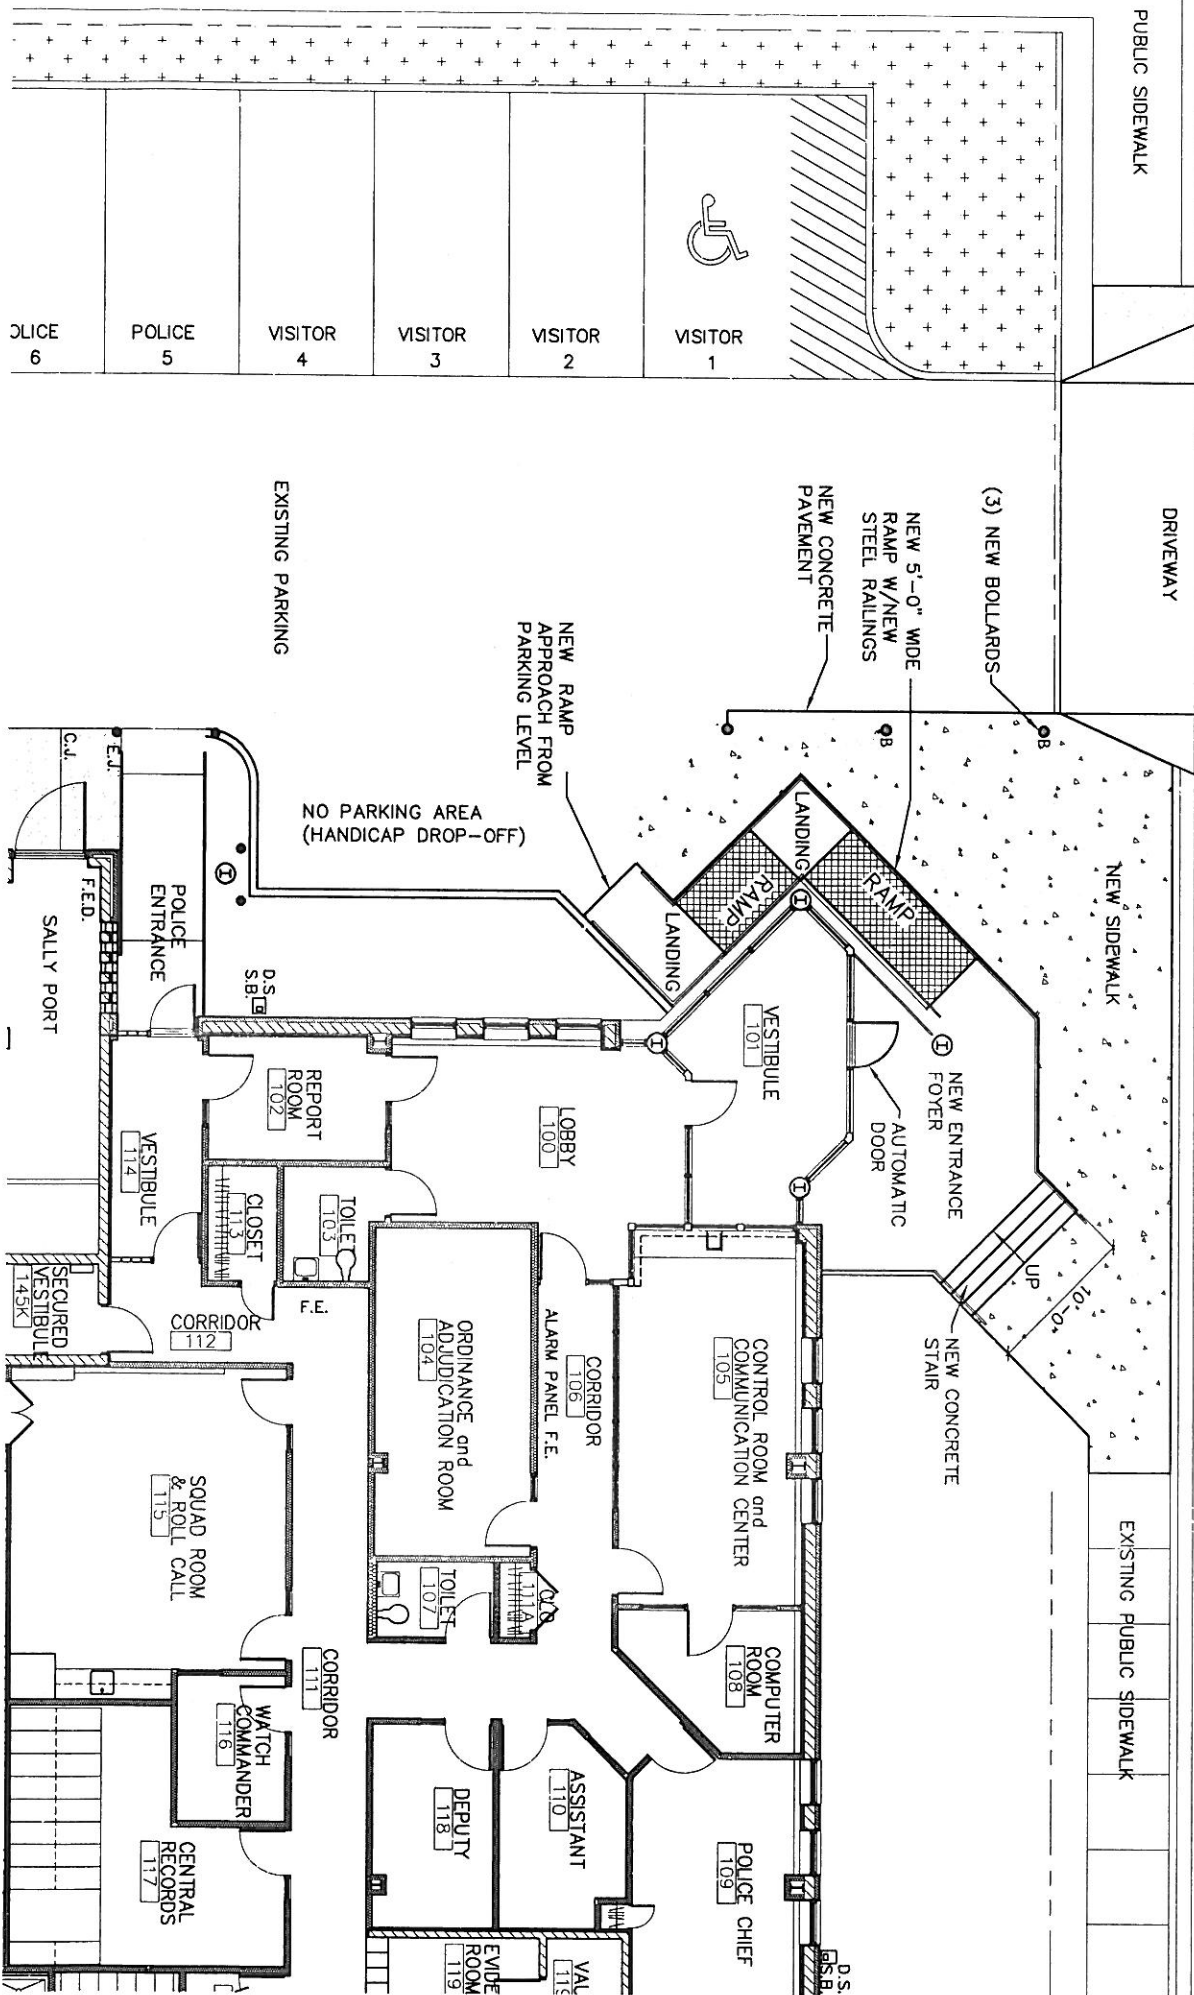 PUBLIC SIDEWALK
DRIVEWAY
NEW SIDEWALK
EXISTING PUBLIC SIDEWALK
(3) NEW BOLLARDS
B
B
NEW 5'-0" WIDE
RAMP W/NEW
STEEL RAILINGS
NEW CONCRETE
PAVEMENT
NEW RAMP
APPROACH FROM
PARKING LEVEL
EXISTING PARKING
NO PARKING AREA
(HANDICAP DROP-OFF)
VISITOR
1
VISITOR
2
VISITOR
3
VISITOR
4
POLICE
5
OLICE
6
LANDING
RAMP
RAMP
LANDING
NEW ENTRANCE
FOYER
AUTOMATIC
DOOR
UP
10'-0"
NEW CONCRETE
STAIR
VESTIBULE
101
LOBBY
100
REPORT
ROOM
102
TOILET
103
CLOSET
113
VESTIBULE
114
POLICE
ENTRANCE
SALLY PORT
C.J.
E.J.
F.E.D.
D.S
S.B.
SECURED
VESTIBULE
145K
CORRIDOR
112
F.E.
ORDINANCE and
ADJUDICATION ROOM
104
CORRIDOR
106
ALARM PANEL F.E.
CONTROL ROOM and
COMMUNICATION CENTER
105
COMPUTER
ROOM
108
TOILET
107
CLO
111A
CORRIDOR
111
SQUAD ROOM
& ROLL CALL
115
WATCH
COMMANDER
116
CENTRAL
RECORDS
117
DEPUTY
118
ASSISTANT
110
POLICE CHIEF
109
D.S.
S.B.
EVIDE
ROOM
119
VAU